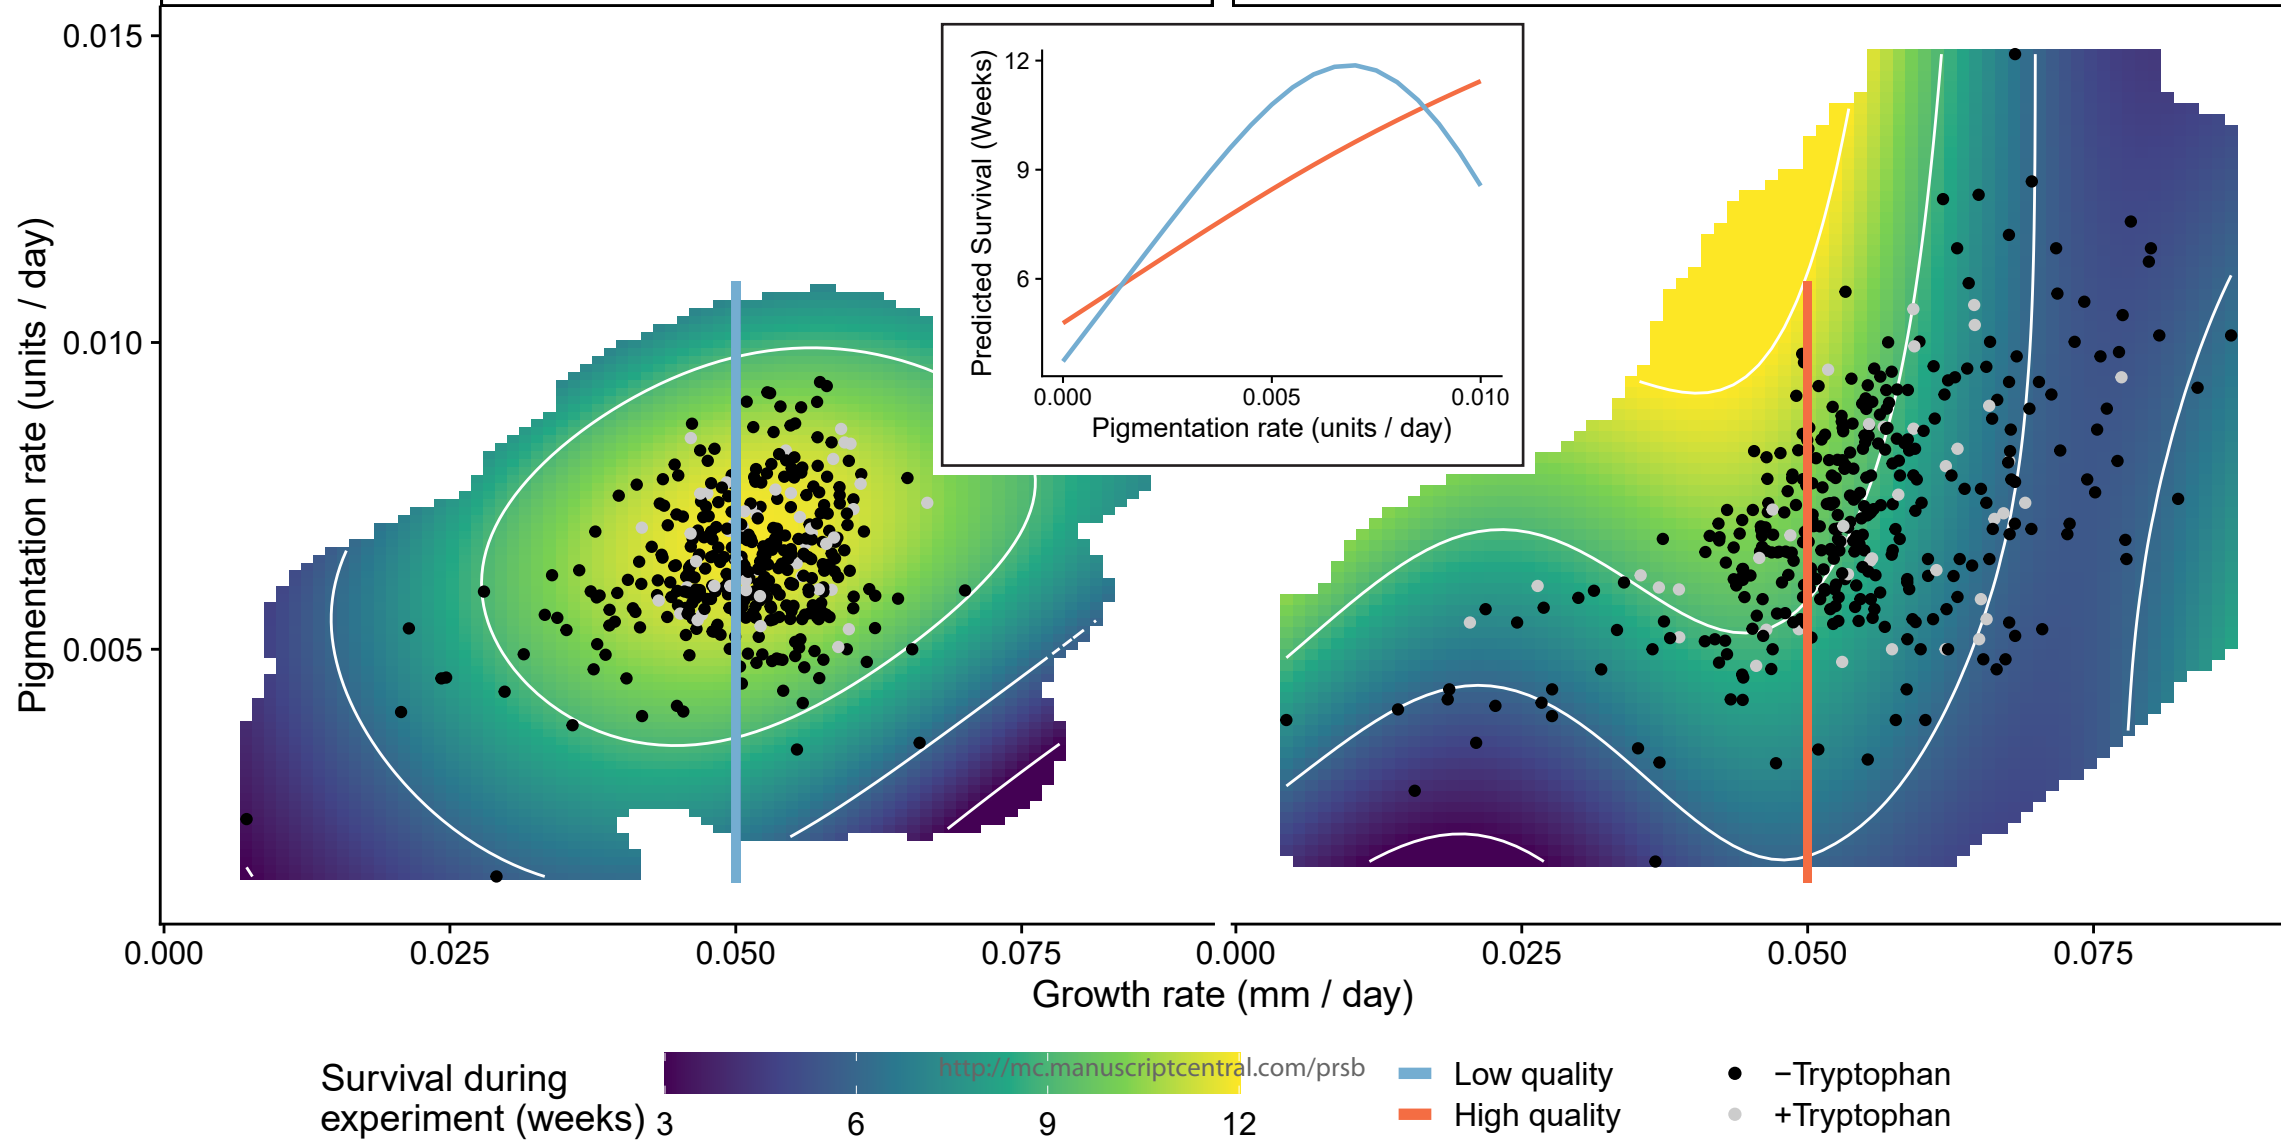 0.015
0.010
0.005
Pigmentation rate (units / day)
12
9
6
Predicted Survival (Weeks)
0.000 0.005 0.010
Pigmentation rate (units / day)
0.000 0.025 0.050 0.075 0.000 0.025 0.050 0.075
Growth rate (mm / day)
Survival during
experiment (weeks)
3 6 9 12
http://mc.manuscriptcentral.com/prsb
Low quality
High quality
−Tryptophan
+Tryptophan